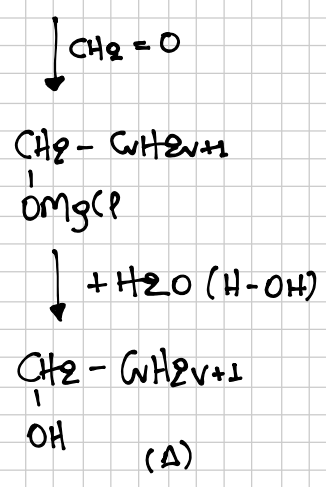 CH2 = O
CH2 - CνH2ν+1
OMgCl
+ H2O (H-OH)
CH2 - CνH2ν+1
OH
(Δ)